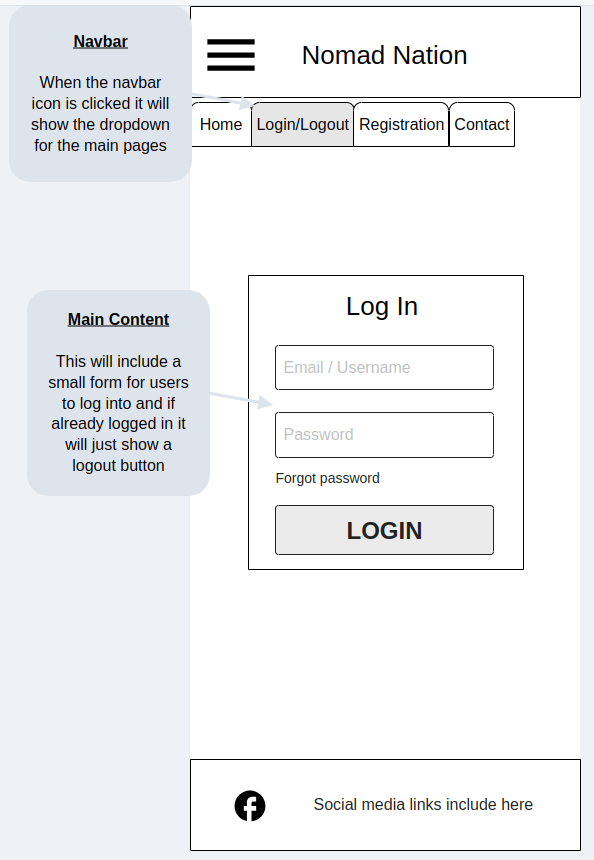 Navbar
When the navbar
icon is clicked it will
show the dropdown
for the main pages
Nomad Nation
Home Login/Logout Registration Contact
Main Content
This will include a
small form for users
to log into and if
already logged in it
will just show a
logout button
Log In
Email / Username
Password
Forgot password
LOGIN
Social media links include here